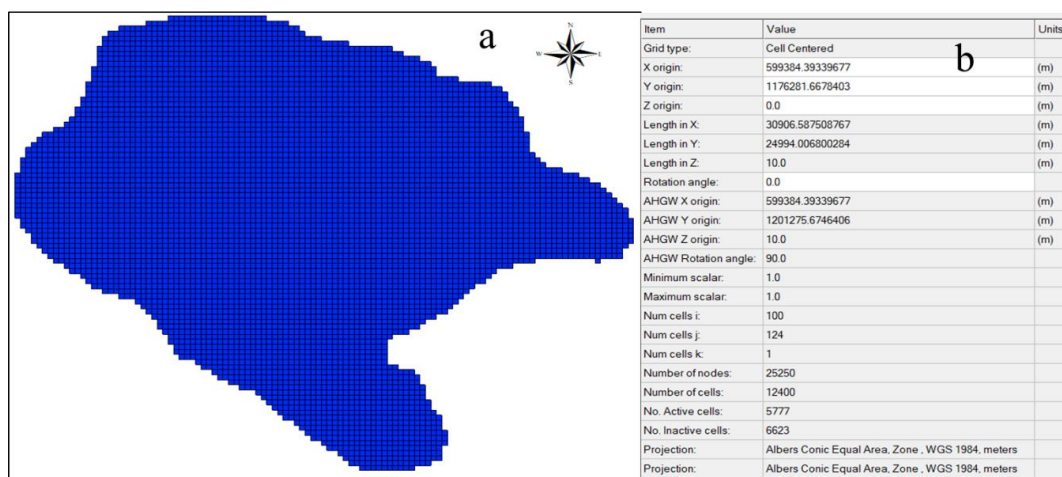 a
N
W E
S
b
Item Value Units
Grid type: Cell Centered
X origin: 599384.39339677 (m)
Y origin: 1176281.6678403 (m)
Z origin: 0.0 (m)
Length in X: 30906.587508767 (m)
Length in Y: 24994.006800284 (m)
Length in Z: 10.0 (m)
Rotation angle: 0.0
AHGW X origin: 599384.39339677 (m)
AHGW Y origin: 1201275.6746406 (m)
AHGW Z origin: 10.0 (m)
AHGW Rotation angle: 90.0
Minimum scalar: 1.0
Maximum scalar: 1.0
Num cells i: 100
Num cells j: 124
Num cells k: 1
Number of nodes: 25250
Number of cells: 12400
No. Active cells: 5777
No. Inactive cells: 6623
Projection: Albers Conic Equal Area, Zone , WGS 1984, meters
Projection: Albers Conic Equal Area, Zone , WGS 1984, meters